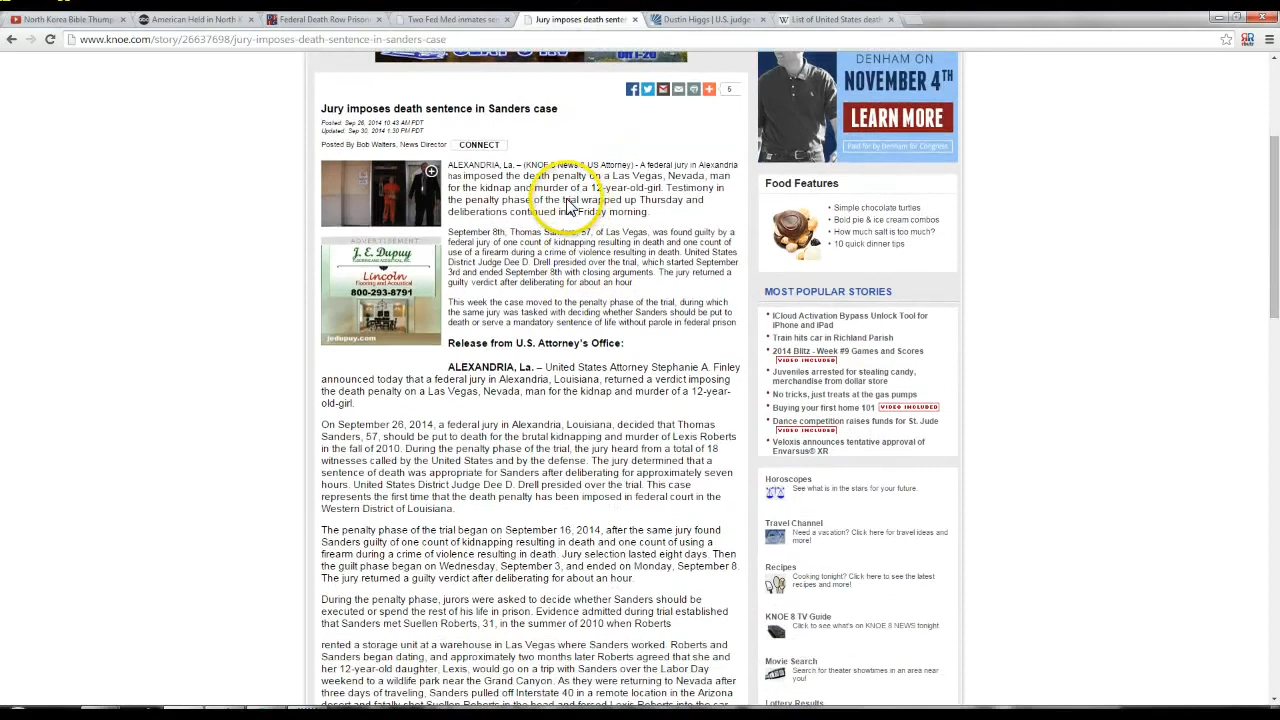 North Korea Bible Thump
American Held in North K
Federal Death Row Prison
Two Fed Med inmates se
Jury imposes death senten
Dustin Higgs | U.S. judge
List of United States death
www.knoe.com/story/26637698/jury-imposes-death-sentence-in-sanders-case
6
Jury imposes death sentence in Sanders case
Posted: Sep 26, 2014 10:43 AM PDT
Updated: Sep 30, 2014 1:30 PM PDT
Posted By Bob Walters, News Director
CONNECT
ALEXANDRIA, La. – (KNOE 8 News & US Attorney) - A federal jury in Alexandria
has imposed the death penalty on a Las Vegas, Nevada, man
for the kidnap and murder of a 12-year-old-girl. Testimony in
the penalty phase of the trial wrapped up Thursday and
deliberations continued into Friday morning.
September 8th, Thomas Sanders, 57, of Las Vegas, was found guilty by a
federal jury of one count of kidnapping resulting in death and one count of
use of a firearm during a crime of violence resulting in death. United States
District Judge Dee D. Drell presided over the trial, which started September
3rd and ended September 8th with closing arguments. The jury returned a
guilty verdict after deliberating for about an hour
This week the case moved to the penalty phase of the trial, during which
the same jury was tasked with deciding whether Sanders should be put to
death or serve a mandatory sentence of life without parole in federal prison
ADVERTISEMENT
J. E. Dupuy
Lincoln
Flooring and Acoustical
800-293-8791
jedupuy.com
Release from U.S. Attorney's Office:
ALEXANDRIA, La. – United States Attorney Stephanie A. Finley
announced today that a federal jury in Alexandria, Louisiana, returned a verdict imposing
the death penalty on a Las Vegas, Nevada, man for the kidnap and murder of a 12-year-
old-girl.
On September 26, 2014, a federal jury in Alexandria, Louisiana, decided that Thomas
Sanders, 57, should be put to death for the brutal kidnapping and murder of Lexis Roberts
in the fall of 2010. During the penalty phase of the trial, the jury heard from a total of 18
witnesses called by the United States and by the defense. The jury determined that a
sentence of death was appropriate for Sanders after deliberating for approximately seven
hours. United States District Judge Dee D. Drell presided over the trial. This case
represents the first time that the death penalty has been imposed in federal court in the
Western District of Louisiana.
The penalty phase of the trial began on September 16, 2014, after the same jury found
Sanders guilty of one count of kidnapping resulting in death and one count of using a
firearm during a crime of violence resulting in death. Jury selection lasted eight days. Then
the guilt phase began on Wednesday, September 3, and ended on Monday, September 8.
The jury returned a guilty verdict after deliberating for about an hour.
During the penalty phase, jurors were asked to decide whether Sanders should be
executed or spend the rest of his life in prison. Evidence admitted during trial established
that Sanders met Suellen Roberts, 31, in the summer of 2010 when Roberts
rented a storage unit at a warehouse in Las Vegas where Sanders worked. Roberts and
Sanders began dating, and approximately two months later Roberts agreed that she and
her 12-year-old daughter, Lexis, would go on a trip with Sanders over the Labor Day
weekend to a wildlife park near the Grand Canyon. As they were returning to Nevada after
three days of traveling, Sanders pulled off Interstate 40 in a remote location in the Arizona
desert and fatally shot Suellen Roberts in the head and forced Lexis Roberts into the car
DENHAM ON
NOVEMBER 4TH
LEARN MORE
Paid for by Denham for Congress
Food Features
Simple chocolate turtles
Bold pie & ice cream combos
How much salt is too much?
10 quick dinner tips
MOST POPULAR STORIES
iCloud Activation Bypass Unlock Tool for
iPhone and iPad
Train hits car in Richland Parish
2014 Blitz - Week #9 Games and Scores
VIDEO INCLUDED
Juveniles arrested for stealing candy,
merchandise from dollar store
No tricks, just treats at the gas pumps
Buying your first home 101 VIDEO INCLUDED
Dance competition raises funds for St. Jude
VIDEO INCLUDED
Veloxis announces tentative approval of
Envarsus® XR
Horoscopes
See what is in the stars for your future.
Travel Channel
Need a vacation? Click here for travel ideas and
more!
Recipes
Cooking tonight? Click here to see the latest
recipes and more!
KNOE 8 TV Guide
Click to see what's on KNOE 8 NEWS tonight.
Movie Search
Search for theater showtimes in an area near
you!
Lottery Results